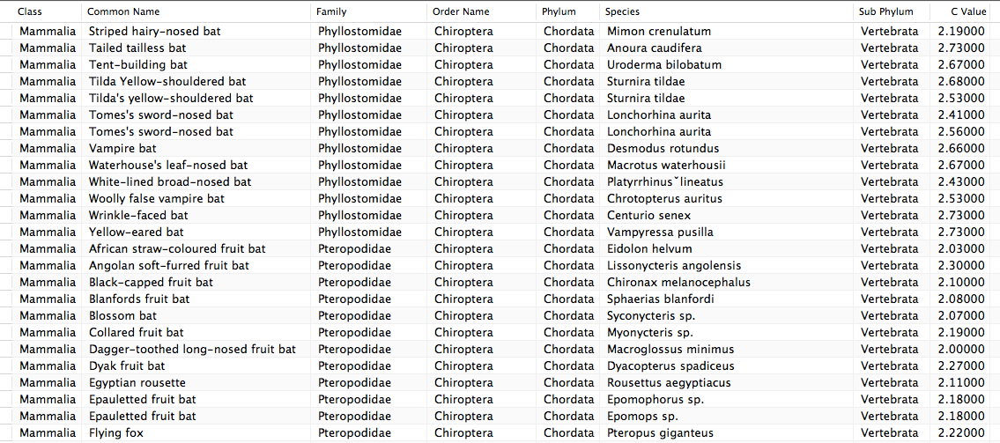 Class Common Name Family Order Name Phylum Species Sub Phylum C Value
Mammalia Striped hairy-nosed bat Phyllostomidae Chiroptera Chordata Mimon crenulatum Vertebrata 2.19000
Mammalia Tailed tailless bat Phyllostomidae Chiroptera Chordata Anoura caudifera Vertebrata 2.73000
Mammalia Tent-building bat Phyllostomidae Chiroptera Chordata Uroderma bilobatum Vertebrata 2.67000
Mammalia Tilda Yellow-shouldered bat Phyllostomidae Chiroptera Chordata Sturnira tildae Vertebrata 2.68000
Mammalia Tilda's yellow-shouldered bat Phyllostomidae Chiroptera Chordata Sturnira tildae Vertebrata 2.53000
Mammalia Tomes's sword-nosed bat Phyllostomidae Chiroptera Chordata Lonchorhina aurita Vertebrata 2.41000
Mammalia Tomes's sword-nosed bat Phyllostomidae Chiroptera Chordata Lonchorhina aurita Vertebrata 2.56000
Mammalia Vampire bat Phyllostomidae Chiroptera Chordata Desmodus rotundus Vertebrata 2.66000
Mammalia Waterhouse's leaf-nosed bat Phyllostomidae Chiroptera Chordata Macrotus waterhousii Vertebrata 2.67000
Mammalia White-lined broad-nosed bat Phyllostomidae Chiroptera Chordata Platyrrhinusˇlineatus Vertebrata 2.43000
Mammalia Woolly false vampire bat Phyllostomidae Chiroptera Chordata Chrotopterus auritus Vertebrata 2.53000
Mammalia Wrinkle-faced bat Phyllostomidae Chiroptera Chordata Centurio senex Vertebrata 2.73000
Mammalia Yellow-eared bat Phyllostomidae Chiroptera Chordata Vampyressa pusilla Vertebrata 2.73000
Mammalia African straw-coloured fruit bat Pteropodidae Chiroptera Chordata Eidolon helvum Vertebrata 2.03000
Mammalia Angolan soft-furred fruit bat Pteropodidae Chiroptera Chordata Lissonycteris angolensis Vertebrata 2.30000
Mammalia Black-capped fruit bat Pteropodidae Chiroptera Chordata Chironax melanocephalus Vertebrata 2.10000
Mammalia Blanfords fruit bat Pteropodidae Chiroptera Chordata Sphaerias blanfordi Vertebrata 2.08000
Mammalia Blossom bat Pteropodidae Chiroptera Chordata Syconycteris sp. Vertebrata 2.07000
Mammalia Collared fruit bat Pteropodidae Chiroptera Chordata Myonycteris sp. Vertebrata 2.19000
Mammalia Dagger-toothed long-nosed fruit bat Pteropodidae Chiroptera Chordata Macroglossus minimus Vertebrata 2.00000
Mammalia Dyak fruit bat Pteropodidae Chiroptera Chordata Dyacopterus spadiceus Vertebrata 2.27000
Mammalia Egyptian rousette Pteropodidae Chiroptera Chordata Rousettus aegyptiacus Vertebrata 2.11000
Mammalia Epauletted fruit bat Pteropodidae Chiroptera Chordata Epomophorus sp. Vertebrata 2.18000
Mammalia Epauletted fruit bat Pteropodidae Chiroptera Chordata Epomops sp. Vertebrata 2.18000
Mammalia Flying fox Pteropodidae Chiroptera Chordata Pteropus giganteus Vertebrata 2.22000